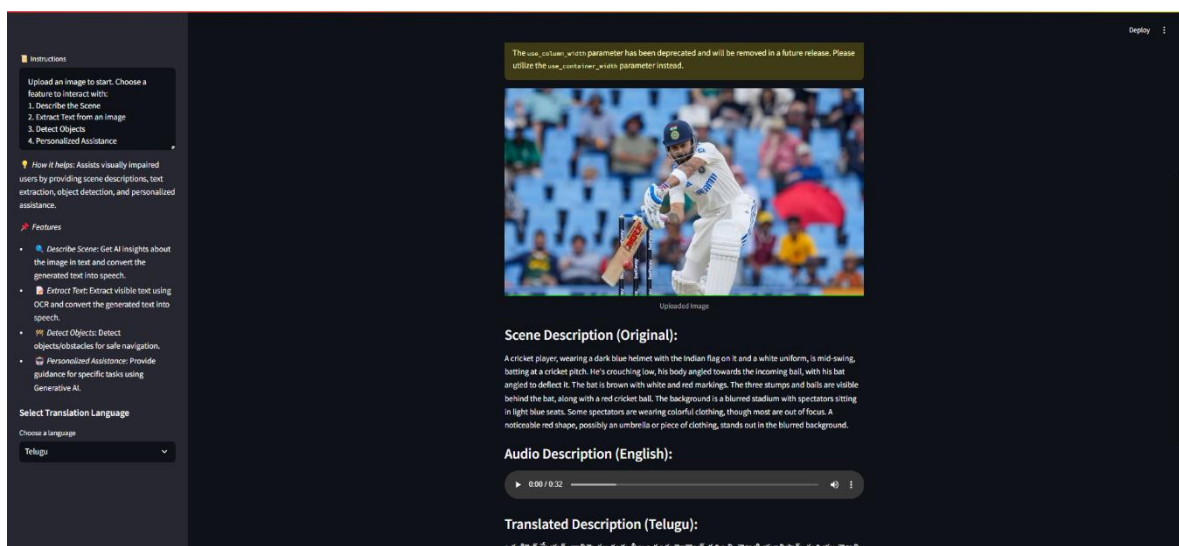 Deploy
Instructions
Upload an image to start. Choose a
feature to interact with:
1. Describe the Scene
2. Extract Text from an image
3. Detect Objects
4. Personalized Assistance
How it helps: Assists visually impaired
users by providing scene descriptions, text
extraction, object detection, and personalized
assistance.
Features
Describe Scene: Get AI insights about
the image in text and convert the
generated text into speech.
Extract Text: Extract visible text using
OCR and convert the generated text into
speech.
Detect Objects: Detect
objects/obstacles for safe navigation.
Personalized Assistance: Provide
guidance for specific tasks using
Generative AI.
Select Translation Language
Choose a language
Telugu
The use_column_width parameter has been deprecated and will be removed in a future release. Please
utilize the use_container_width parameter instead.
MRF
Uploaded Image
Scene Description (Original):
A cricket player, wearing a dark blue helmet with the Indian flag on it and a white uniform, is mid-swing,
batting at a cricket pitch. He's crouching low, his body angled towards the incoming ball, with his bat
angled to deflect it. The bat is brown with white and red markings. The three stumps and bails are visible
behind the bat, along with a red cricket ball. The background is a blurred stadium with spectators sitting
in light blue seats. Some spectators are wearing colorful clothing, though most are out of focus. A
noticeable red shape, possibly an umbrella or piece of clothing, stands out in the blurred background.
Audio Description (English):
0:00 / 0:32
Translated Description (Telugu):